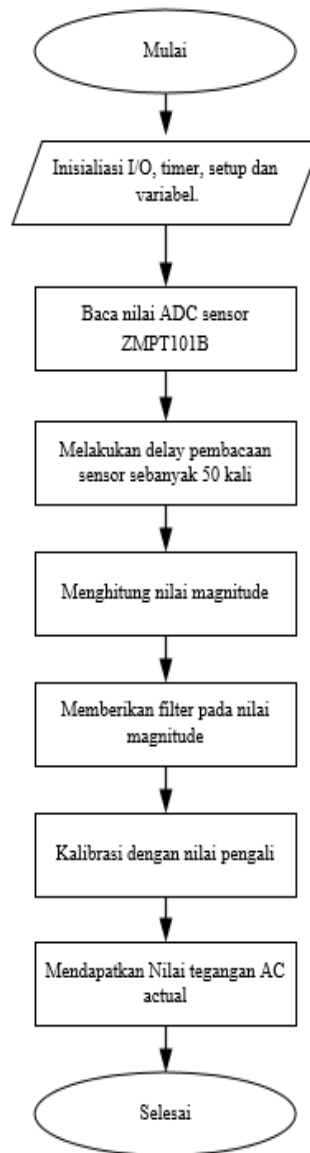 Mulai
Inisialiasi I/O, timer, setup dan
variabel.
Baca nilai ADC sensor
ZMPT101B
Melakukan delay pembacaan
sensor sebanyak 50 kali
Menghitung nilai magnitude
Memberikan filter pada nilai
magnitude
Kalibrasi dengan nilai pengali
Mendapatkan Nilai tegangan AC
actual
Selesai